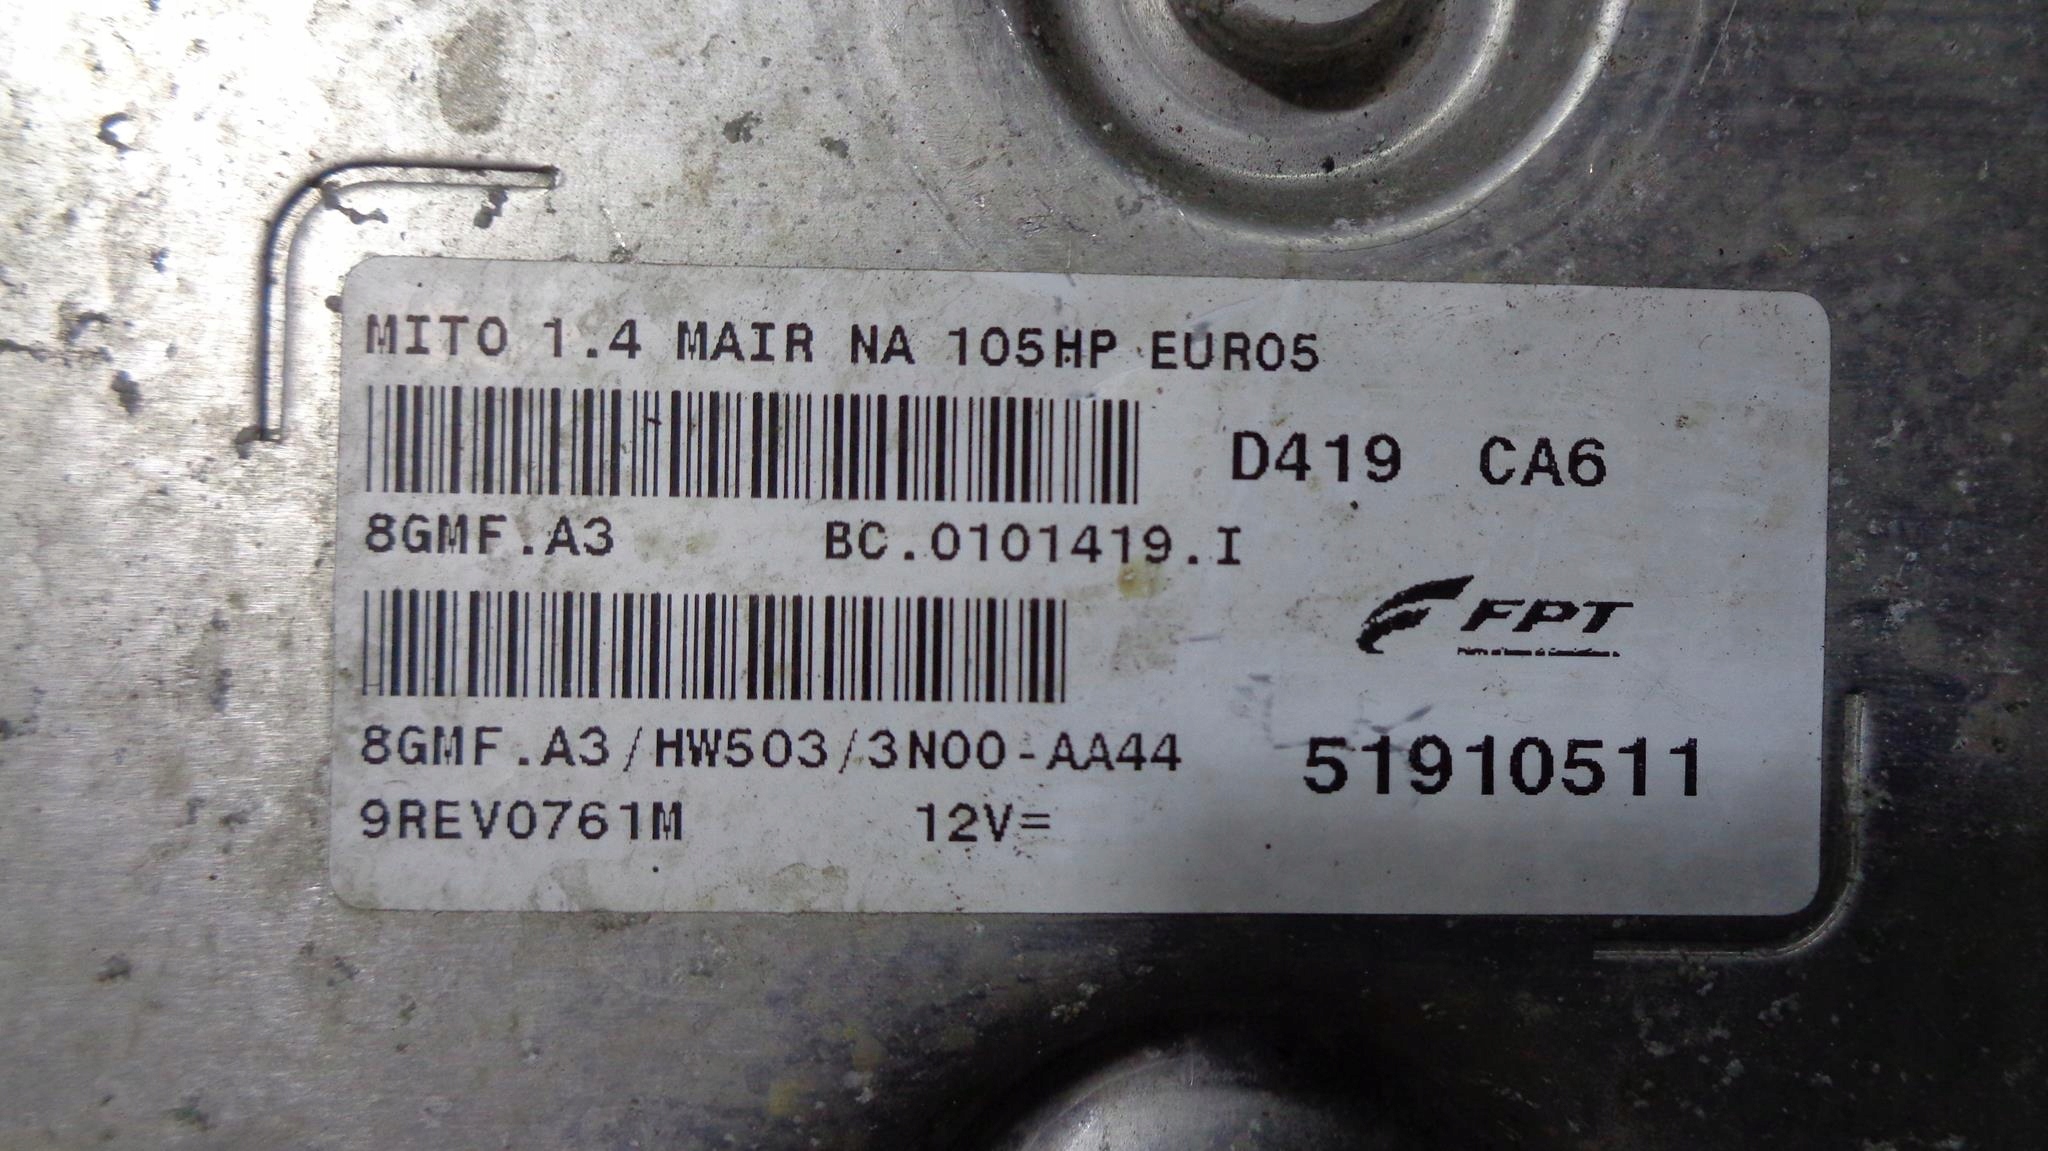 MITO 1.4 MAIR NA 105HP EURO5
D419 CA6
8GMF.A3 BC.0101419.I
FPT
8GMF.A3/HW503/3N00-AA44
51910511
9REV0761M 12V=